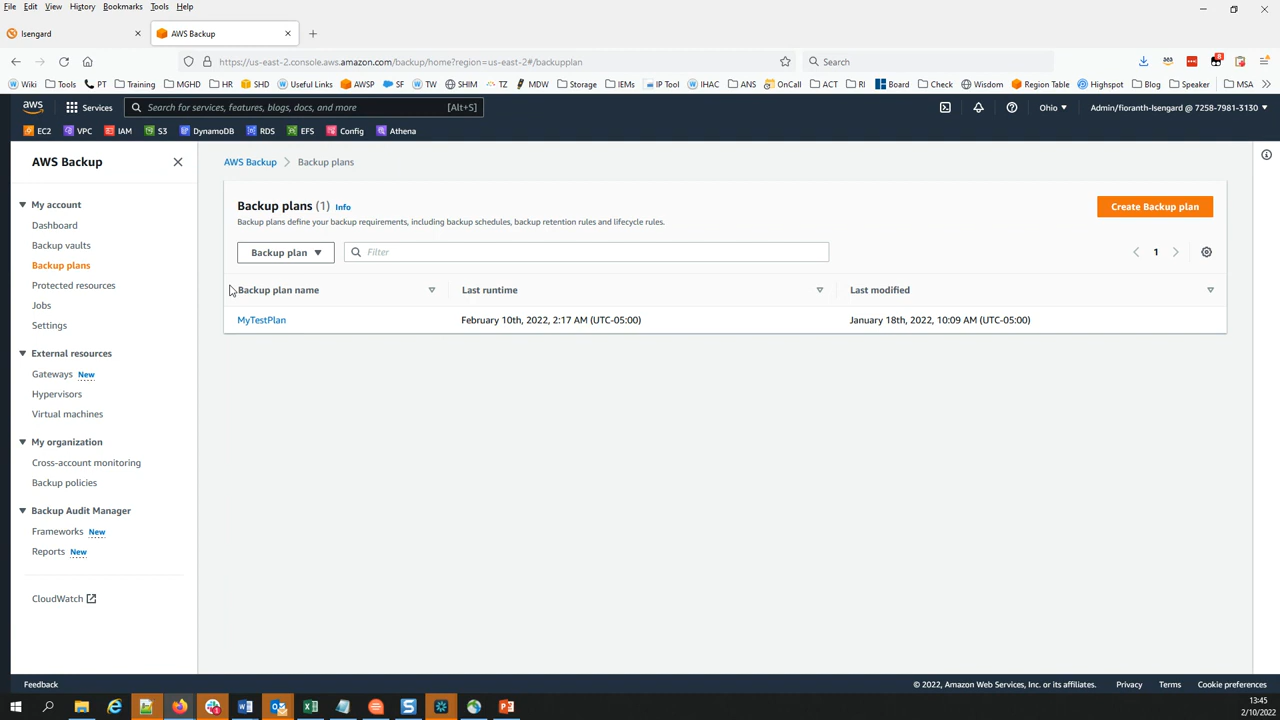 File Edit View History Bookmarks Tools Help
Isengard
AWS Backup
https://us-east-2.console.aws.amazon.com/backup/home?region=us-east-2#/backupplan
Search
Wiki Tools PT Training MGHD HR SHD Useful Links AWSP SF TW SHIM TZ MDW Storage IEMs IP Tool IHAC ANS OnCall ACT RI Board Check Wisdom Region Table Highspot Blog Speaker MSA
aws Services Search for services, features, blogs, docs, and more [Alt+S] Ohio Admin/fioranth-Isengard @ 7258-7981-3130
EC2 VPC IAM S3 DynamoDB RDS EFS Config Athena
AWS Backup
My account
Dashboard
Backup vaults
Backup plans
Protected resources
Jobs
Settings
External resources
Gateways New
Hypervisors
Virtual machines
My organization
Cross-account monitoring
Backup policies
Backup Audit Manager
Frameworks New
Reports New
CloudWatch
AWS Backup Backup plans
Backup plans (1) Info
Backup plans define your backup requirements, including backup schedules, backup retention rules and lifecycle rules.
Create Backup plan
Backup plan Filter 1
Backup plan name Last runtime Last modified
MyTestPlan February 10th, 2022, 2:17 AM (UTC-05:00) January 18th, 2022, 10:09 AM (UTC-05:00)
Feedback © 2022, Amazon Web Services, Inc. or its affiliates. Privacy Terms Cookie preferences
13:45
2/10/2022